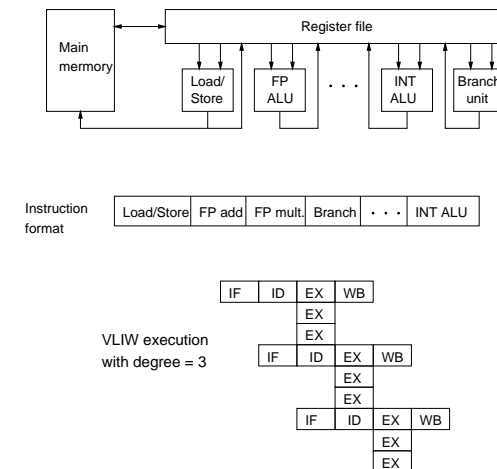 Register file
Main
mermory
Load/
Store
FP
ALU
. . .
INT
ALU
Branch
unit
Instruction
format
Load/Store FP add FP mult. Branch . . . INT ALU
IF ID EX WB
EX
EX
VLIW execution
with degree = 3
IF ID EX WB
EX
EX
IF ID EX WB
EX
EX